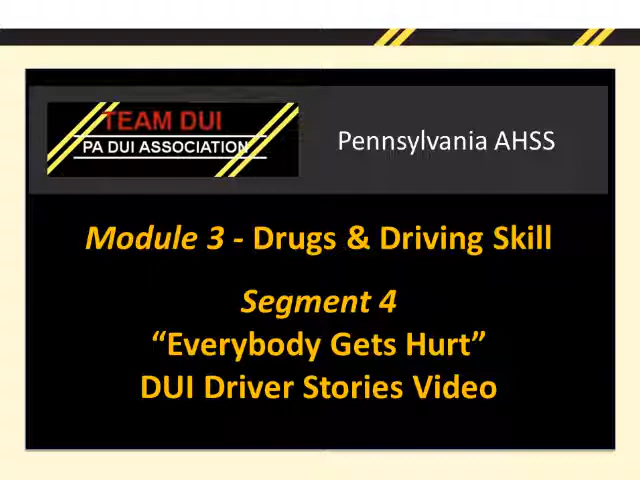 TEAM DUI
PA DUI ASSOCIATION
Pennsylvania AHSS
Module 3 - Drugs & Driving Skill
Segment 4
“Everybody Gets Hurt”
DUI Driver Stories Video